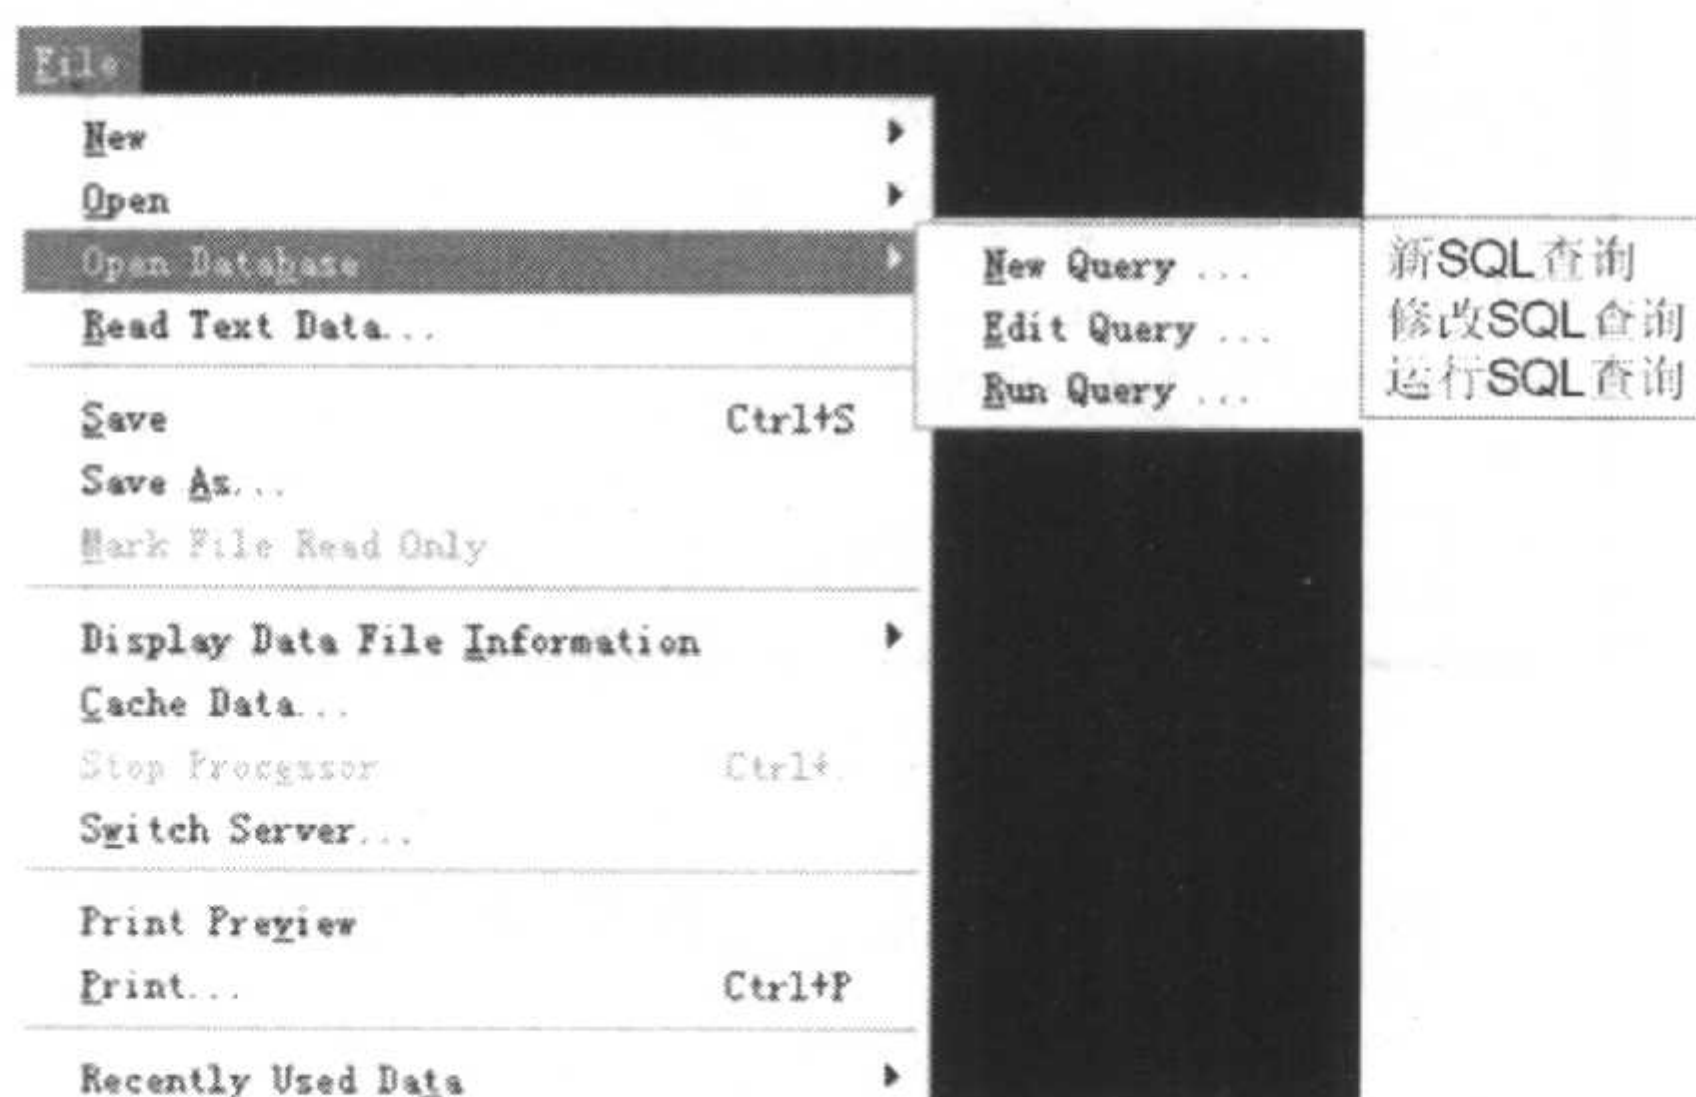 File
New
Open
Open Database
New Query ...
新SQL查询
Edit Query ...
修改SQL查询
Read Text Data...
Run Query ...
运行SQL查询
Save Ctrl+S
Save As...
Mark File Read Only
Display Data File Information
Cache Data...
Stop Processor Ctrl+.
Switch Server...
Print Preview
Print... Ctrl+P
Recently Used Data